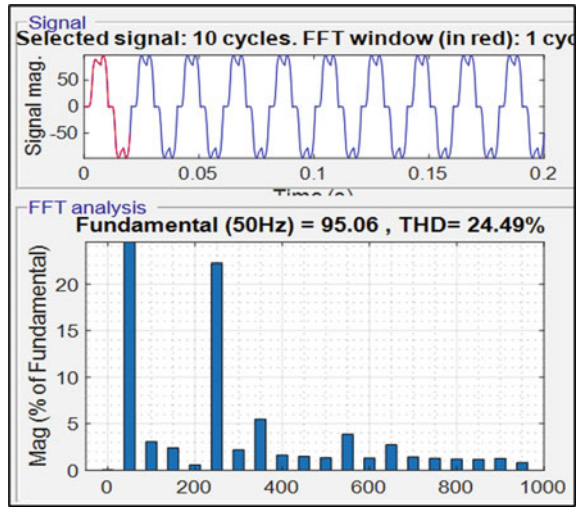 Signal
Selected signal: 10 cycles. FFT window (in red): 1 cyc
Signal mag.
50
0
-50
0 0.05 0.1 0.15 0.2
Time (s)
FFT analysis
Fundamental (50Hz) = 95.06 , THD= 24.49%
Mag (% of Fundamental)
20
15
10
5
0
0 200 400 600 800 1000